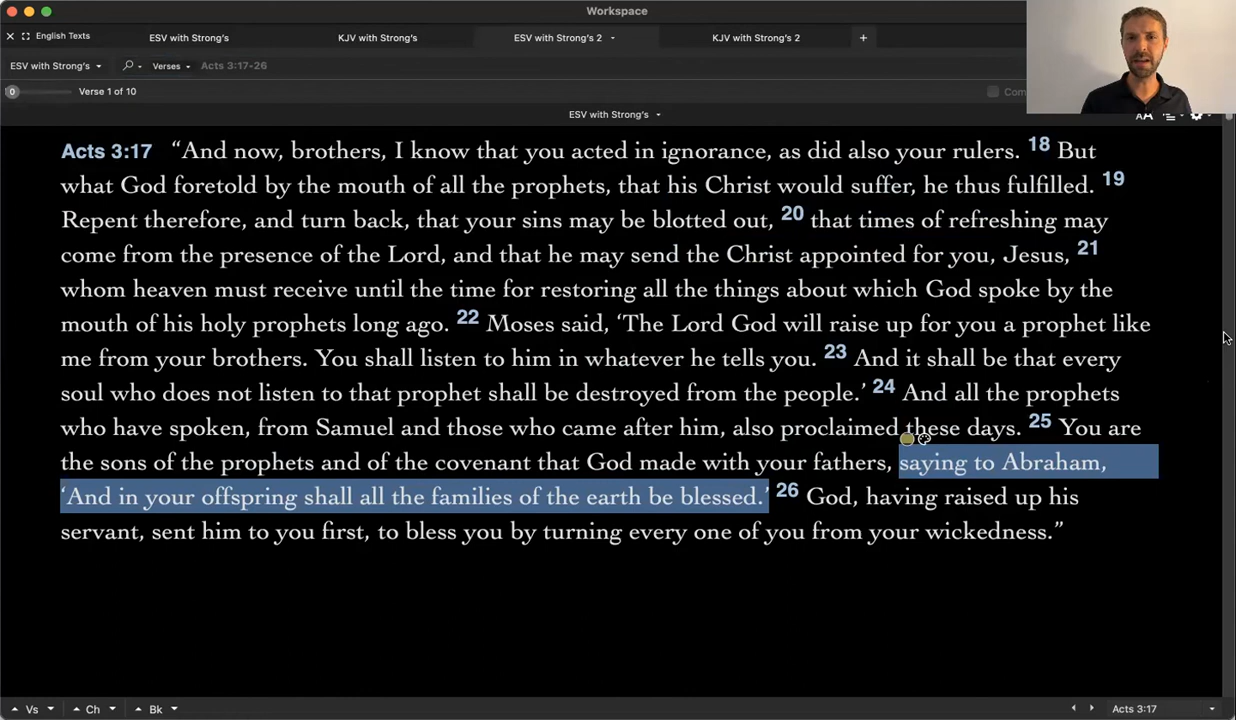 Workspace
English Texts
ESV with Strong's
KJV with Strong's
ESV with Strong's 2
KJV with Strong's 2
ESV with Strong's
Verses
Acts 3:17-26
0
Verse 1 of 10
Com
ESV with Strong's
AA
Acts 3:17 “And now, brothers, I know that you acted in ignorance, as did also your rulers. 18 But
what God foretold by the mouth of all the prophets, that his Christ would suffer, he thus fulfilled. 19
Repent therefore, and turn back, that your sins may be blotted out, 20 that times of refreshing may
come from the presence of the Lord, and that he may send the Christ appointed for you, Jesus, 21
whom heaven must receive until the time for restoring all the things about which God spoke by the
mouth of his holy prophets long ago. 22 Moses said, ‘The Lord God will raise up for you a prophet like
me from your brothers. You shall listen to him in whatever he tells you. 23 And it shall be that every
soul who does not listen to that prophet shall be destroyed from the people.’ 24 And all the prophets
who have spoken, from Samuel and those who came after him, also proclaimed these days. 25 You are
the sons of the prophets and of the covenant that God made with your fathers, saying to Abraham,
‘And in your offspring shall all the families of the earth be blessed.’ 26 God, having raised up his
servant, sent him to you first, to bless you by turning every one of you from your wickedness.”
Vs
Ch
Bk
Acts 3:17